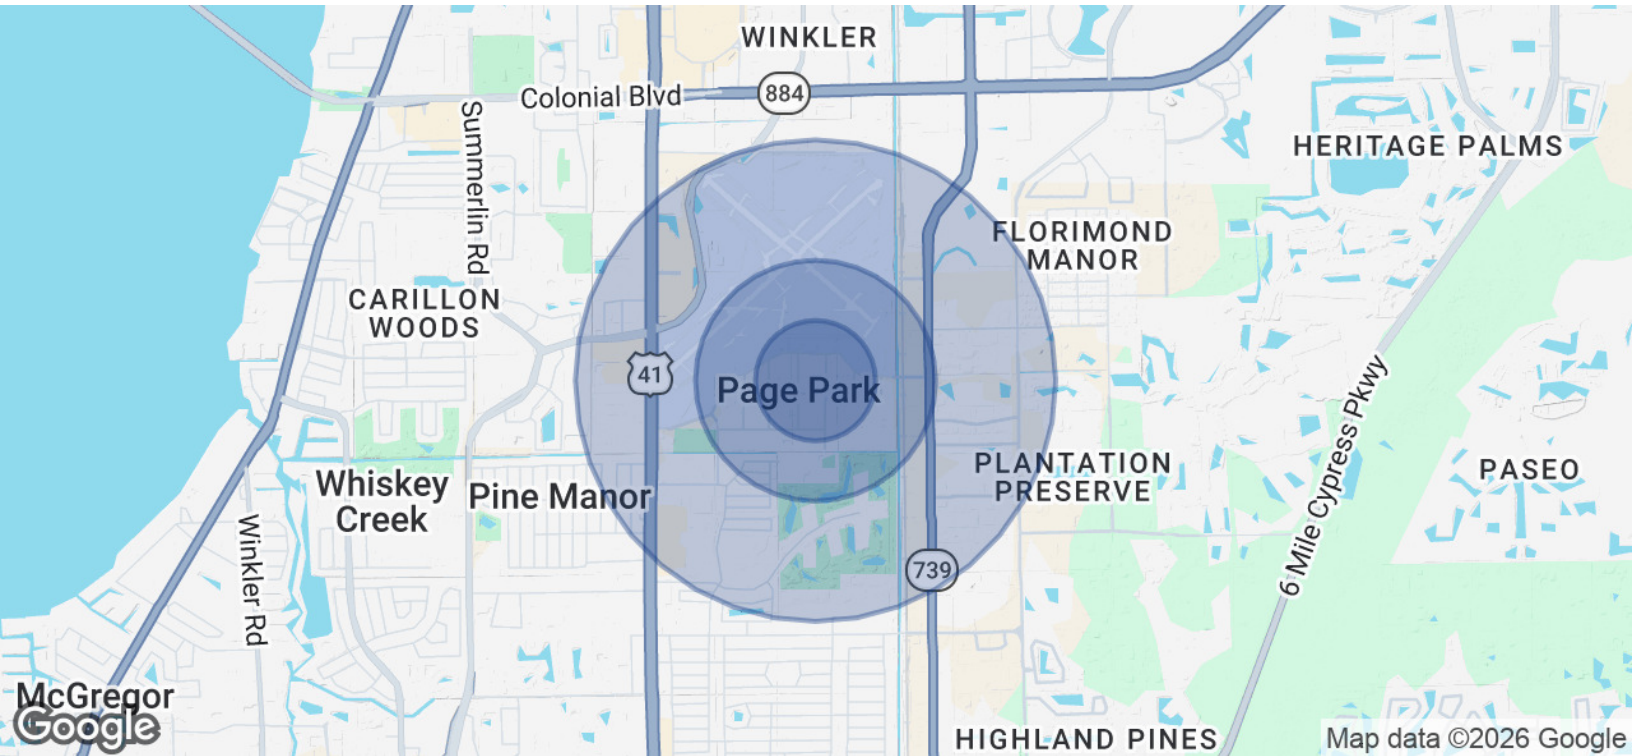 WINKLER
Colonial Blvd
884
Summerlin Rd
HERITAGE PALMS
FLORIMOND
MANOR
CARILLON
WOODS
41
Page Park
6 Mile Cypress Pkwy
PLANTATION
PRESERVE
PASEO
Whiskey
Creek
Pine Manor
Winkler Rd
739
McGregor
Google
HIGHLAND PINES
Map data ©2026 Google